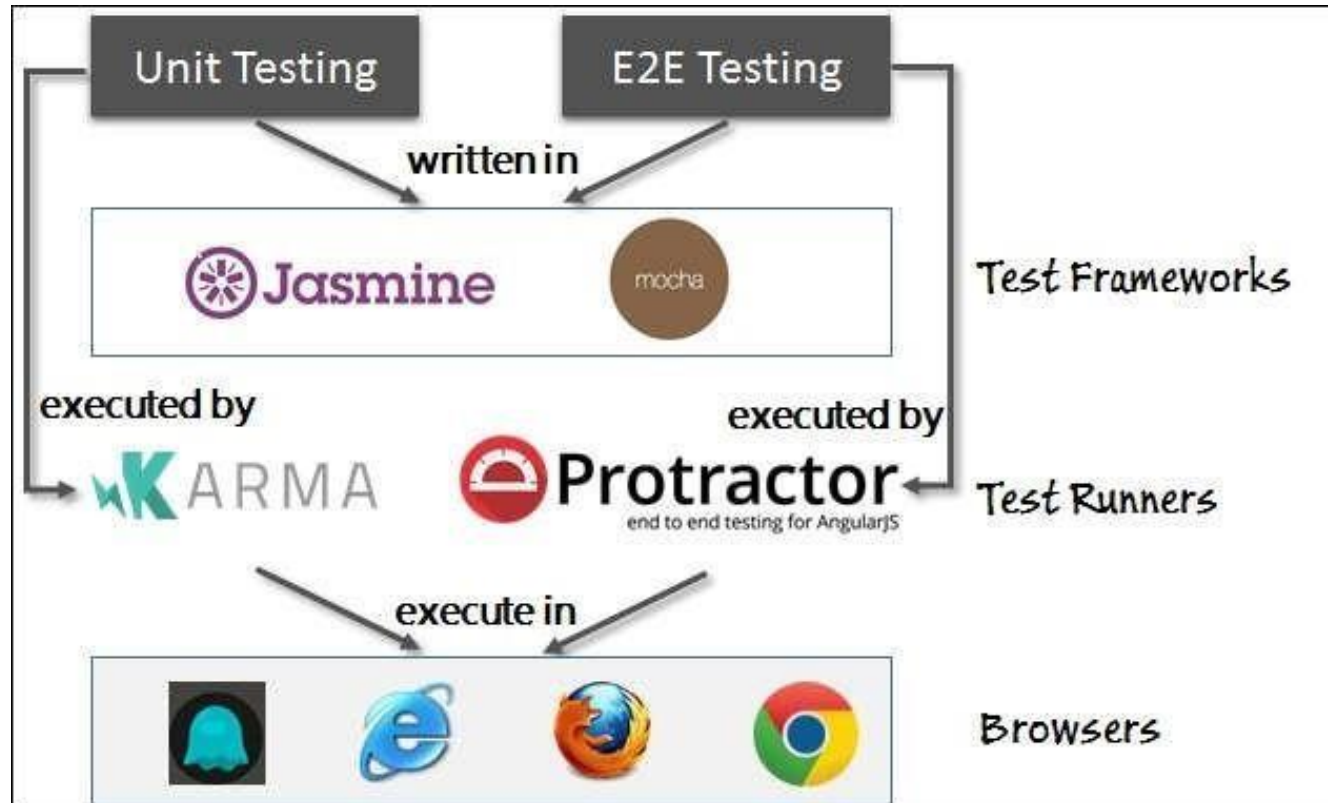 Unit Testing
E2E Testing
written in
Jasmine
mocha
Test Frameworks
executed by
executed by
KARMA
Protractor
end to end testing for AngularJS
Test Runners
execute in
Browsers